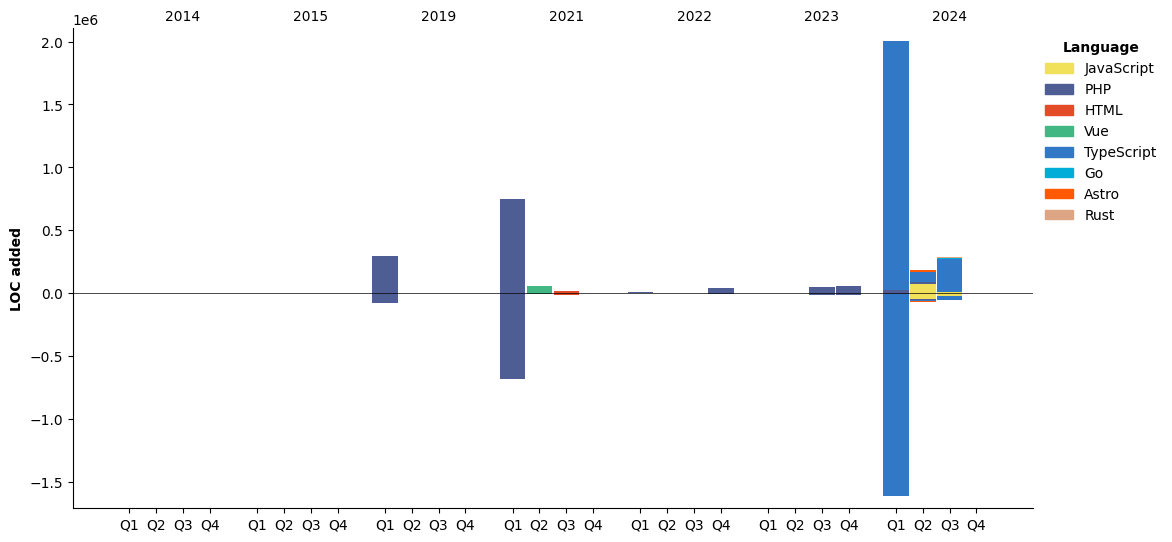 1e6
2014 2015 2019 2021 2022 2023 2024
2.0
1.5
1.0
0.5
0.0
−0.5
−1.0
−1.5
LOC added
Q1 Q2 Q3 Q4 Q1 Q2 Q3 Q4 Q1 Q2 Q3 Q4 Q1 Q2 Q3 Q4 Q1 Q2 Q3 Q4 Q1 Q2 Q3 Q4 Q1 Q2 Q3 Q4
Language
JavaScript
PHP
HTML
Vue
TypeScript
Go
Astro
Rust